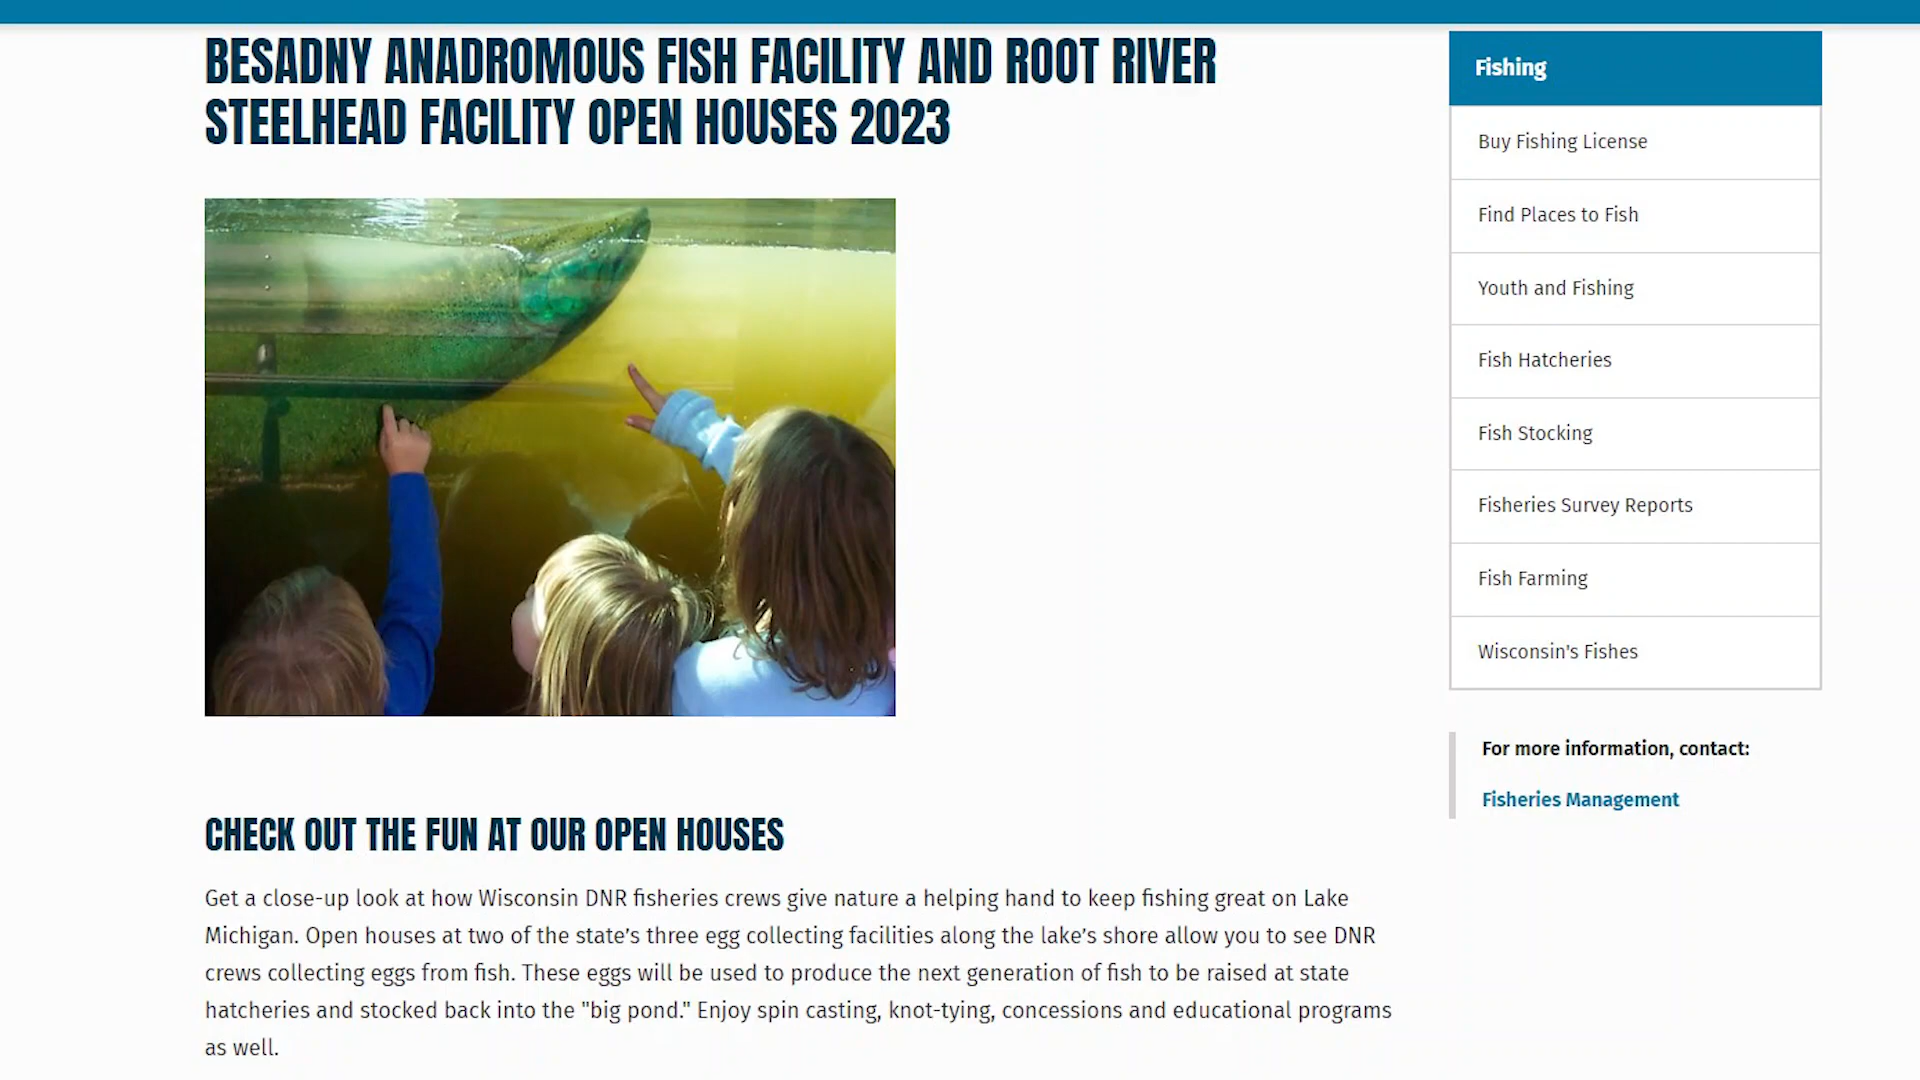 BESADNY ANADROMOUS FISH FACILITY AND ROOT RIVER
STEELHEAD FACILITY OPEN HOUSES 2023
CHECK OUT THE FUN AT OUR OPEN HOUSES
Get a close-up look at how Wisconsin DNR fisheries crews give nature a helping hand to keep fishing great on Lake
Michigan. Open houses at two of the state’s three egg collecting facilities along the lake’s shore allow you to see DNR
crews collecting eggs from fish. These eggs will be used to produce the next generation of fish to be raised at state
hatcheries and stocked back into the "big pond." Enjoy spin casting, knot-tying, concessions and educational programs
as well.
Fishing
Buy Fishing License
Find Places to Fish
Youth and Fishing
Fish Hatcheries
Fish Stocking
Fisheries Survey Reports
Fish Farming
Wisconsin's Fishes
For more information, contact:
Fisheries Management